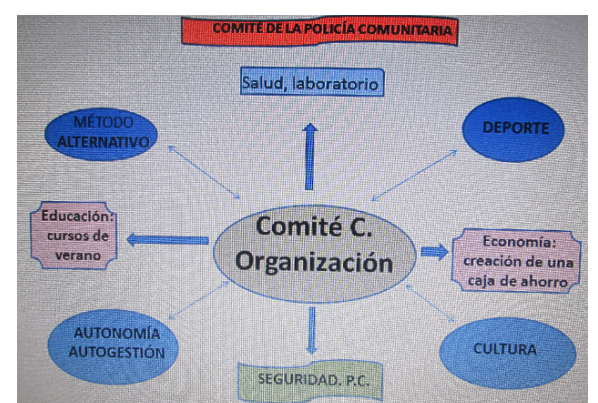 COMITÉ DE LA POLICÍA COMUNITARIA
Salud, laboratorio
MÉTODO
ALTERNATIVO
DEPORTE
Educación:
cursos de
verano
Comité C.
Organización
Economía:
creación de una
caja de ahorro
AUTONOMÍA
AUTOGESTIÓN
CULTURA
SEGURIDAD. P.C.